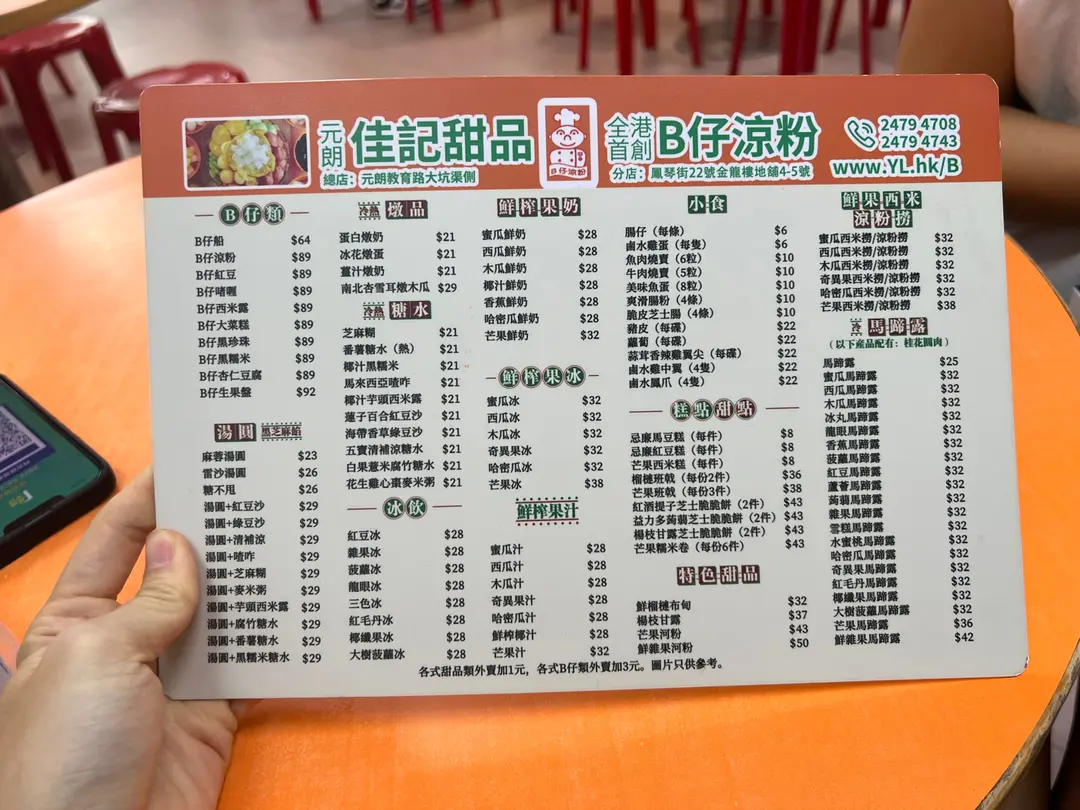 元朗 佳記甜品
總店：元朗教育路大坑渠側
B仔涼粉
全港首創 B仔涼粉
分店：鳳琴街22號金龍樓地舖4-5號
2479 4708
2479 4743
www.YL.hk/B
B仔類
B仔船 $64
B仔涼粉 $89
B仔紅豆 $89
B仔啫喱 $89
B仔西米露 $89
B仔大菜糕 $89
B仔黑珍珠 $89
B仔黑糯米 $89
B仔杏仁豆腐 $89
B仔生果盤 $92
湯圓 黑芝麻餡
麻蓉湯圓 $23
雷沙湯圓 $26
糖不甩 $26
湯圓+紅豆沙 $29
湯圓+綠豆沙 $29
湯圓+清補涼 $29
湯圓+喳咋 $29
湯圓+芝麻糊 $29
湯圓+麥米粥 $29
湯圓+芋頭西米露 $29
湯圓+腐竹糖水 $29
湯圓+番薯糖水 $29
湯圓+黑糯米糖水 $29
冷熱 燉品
蛋白燉奶 $21
冰花燉蛋 $21
薑汁燉奶 $21
南北杏雪耳燉木瓜 $29
冷熱 糖水
芝麻糊 $21
番薯糖水（熱） $21
椰汁黑糯米 $21
馬來西亞喳咋 $21
椰汁芋頭西米露 $21
蓮子百合紅豆沙 $21
海帶香草綠豆沙 $21
五寶清補涼糖水 $21
白果薏米腐竹糖水 $21
花生雞心棗麥米粥 $21
冰飲
紅豆冰 $28
雜果冰 $28
菠蘿冰 $28
龍眼冰 $28
三色冰 $28
紅毛丹冰 $28
椰纖果冰 $28
大樹菠蘿冰 $28
鮮榨果奶
蜜瓜鮮奶 $28
西瓜鮮奶 $28
木瓜鮮奶 $28
椰汁鮮奶 $28
香蕉鮮奶 $28
哈密瓜鮮奶 $28
芒果鮮奶 $32
鮮榨果冰
蜜瓜冰 $32
西瓜冰 $32
木瓜冰 $32
奇異果冰 $32
哈密瓜冰 $32
芒果冰 $38
鮮榨果汁
蜜瓜汁 $28
西瓜汁 $28
木瓜汁 $28
奇異果汁 $28
哈密瓜汁 $28
鮮榨椰汁 $28
芒果汁 $32
小食
腸仔（每條） $6
鹵水雞蛋（每隻） $6
魚肉燒賣（6粒） $10
牛肉燒賣（5粒） $10
美味魚蛋（8粒） $10
爽滑腸粉（4條） $10
脆皮芝士腸（4條） $10
豬皮（每碟） $22
蘿蔔（每碟） $22
蒜茸香辣雞翼尖（每碟） $22
鹵水雞中翼（4隻） $22
鹵水鳳爪（4隻） $22
糕點甜點
忌廉馬豆糕（每件） $8
忌廉紅豆糕（每件） $8
芒果西米糕（每件） $8
榴槤班戟（每份2件） $36
芒果班戟（每份3件） $38
紅酒提子芝士脆脆餅（2件） $43
益力多蒟蒻芝士脆脆餅（2件） $43
楊枝甘露芝士脆脆餅（2件） $43
芒果糯米卷（每份6件） $43
特色甜品
鮮榴槤布甸 $32
楊枝甘露 $37
芒果河粉 $43
鮮雜果河粉 $50
鮮果西米涼粉撈
蜜瓜西米撈/涼粉撈 $32
西瓜西米撈/涼粉撈 $32
木瓜西米撈/涼粉撈 $32
奇異果西米撈/涼粉撈 $32
哈密瓜西米撈/涼粉撈 $32
芒果西米撈/涼粉撈 $38
冷 馬蹄露
（以下產品配有：桂花圓肉）
馬蹄露 $25
蜜瓜馬蹄露 $32
西瓜馬蹄露 $32
木瓜馬蹄露 $32
冰丸馬蹄露 $32
龍眼馬蹄露 $32
香蕉馬蹄露 $32
菠蘿馬蹄露 $32
紅豆馬蹄露 $32
蘆薈馬蹄露 $32
蒟蒻馬蹄露 $32
雜果馬蹄露 $32
雪糕馬蹄露 $32
水蜜桃馬蹄露 $32
哈密瓜馬蹄露 $32
奇異果馬蹄露 $32
紅毛丹馬蹄露 $32
椰纖果馬蹄露 $32
大樹菠蘿馬蹄露 $32
芒果馬蹄露 $36
鮮雜果馬蹄露 $42
各式甜品類外賣加1元，各式B仔類外賣加3元。圖片只供參考。